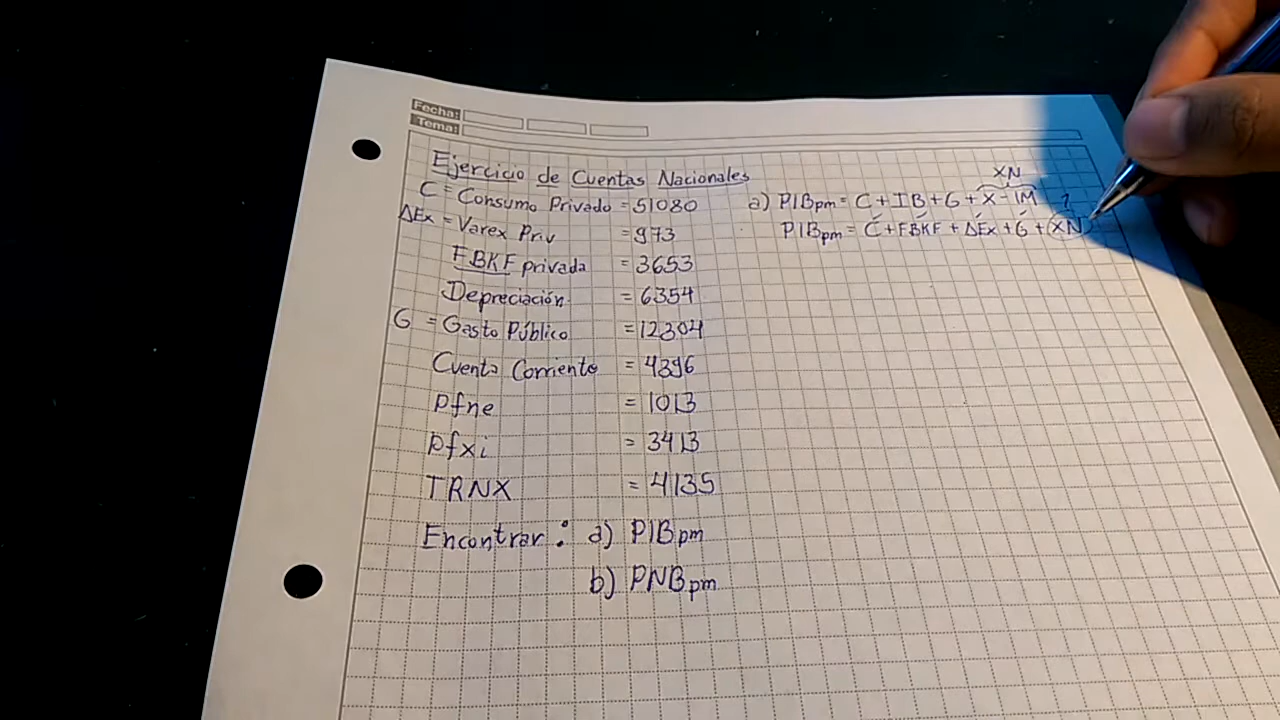 Fecha:
Tema:
Ejercicio de Cuentas Nacionales
C = Consumo Privado = 51080
ΔEx = Varex Priv = 973
FBKF privada = 3653
Depreciación = 6354
G = Gasto Público = 12304
Cuenta Corriente = 4396
Pfne = 1013
Pfxi = 3413
TRNX = 4135
Encontrar: a) PIBpm
b) PNBpm
XN
a) PIBpm = C + IB + G + X - IM ?
PIBpm = C + FBKF + ΔEx + G + XN